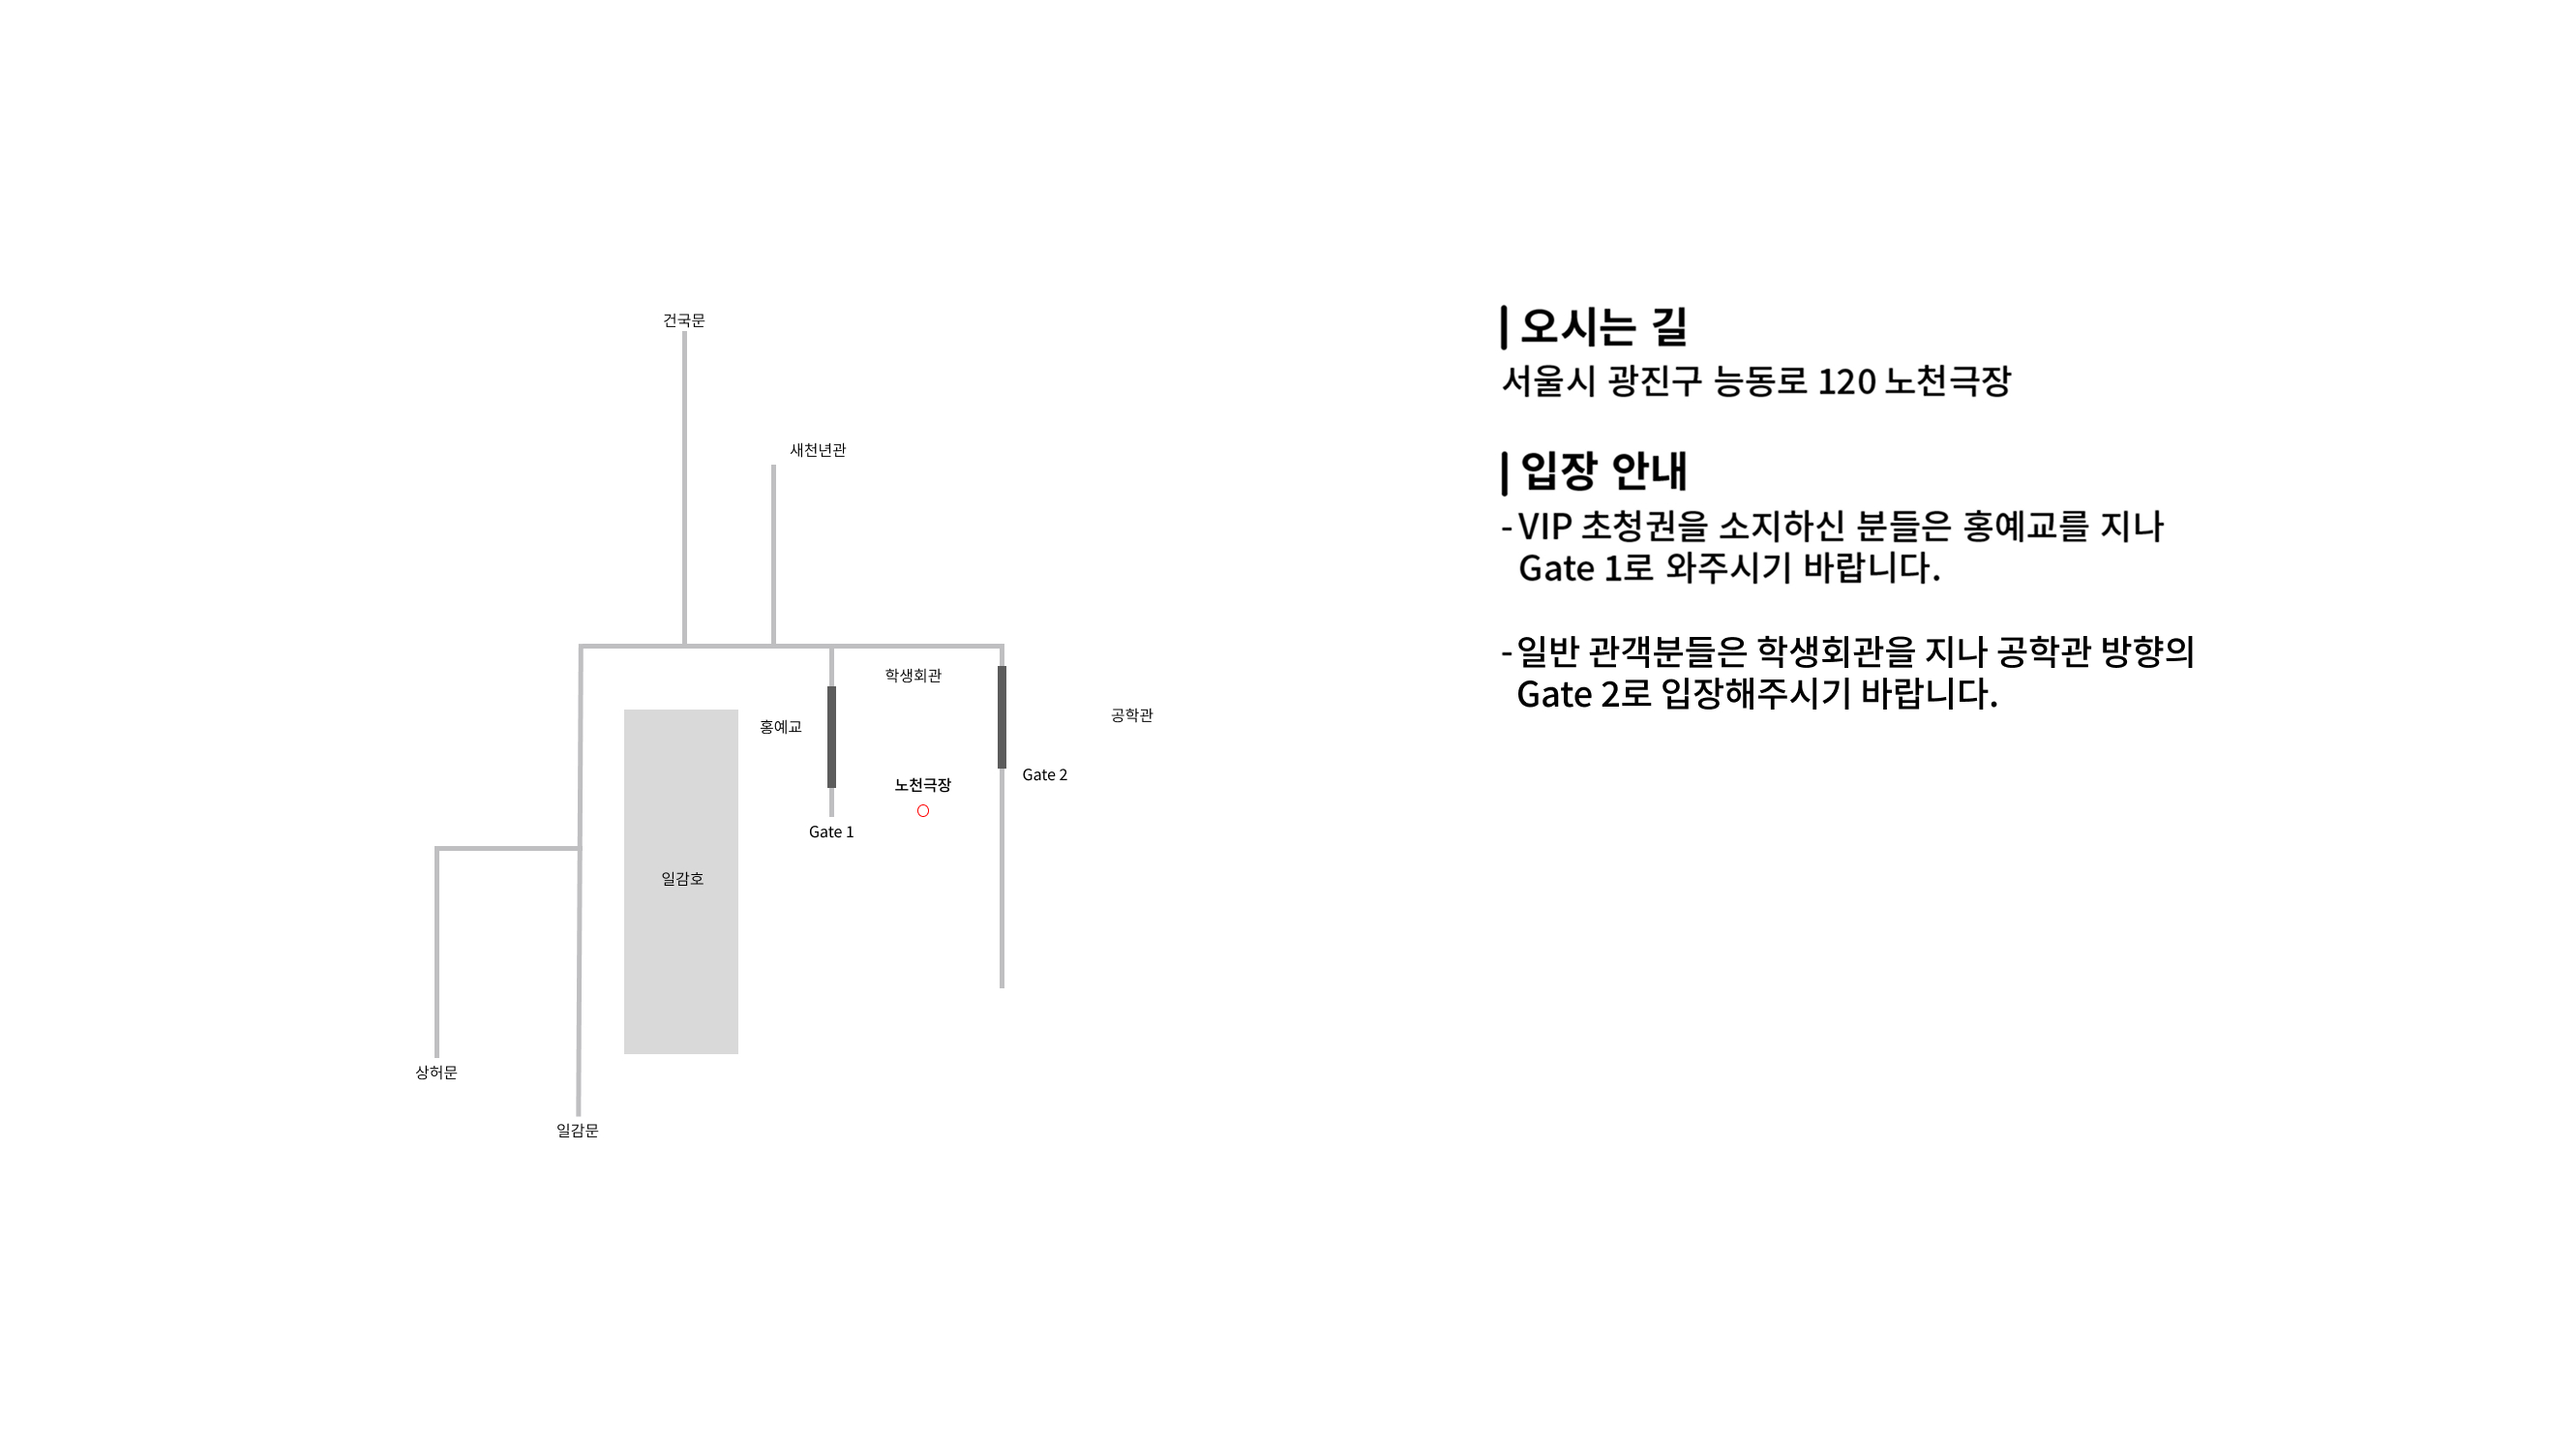 건국문
새천년관
학생회관
공학관
홍예교
Gate 2
노천극장
Gate 1
일감호
상허문
일감문
| 오시는 길
서울시 광진구 능동로 120 노천극장
| 입장 안내
- VIP 초청권을 소지하신 분들은 홍예교를 지나
Gate 1로 와주시기 바랍니다.
- 일반 관객분들은 학생회관을 지나 공학관 방향의
Gate 2로 입장해주시기 바랍니다.